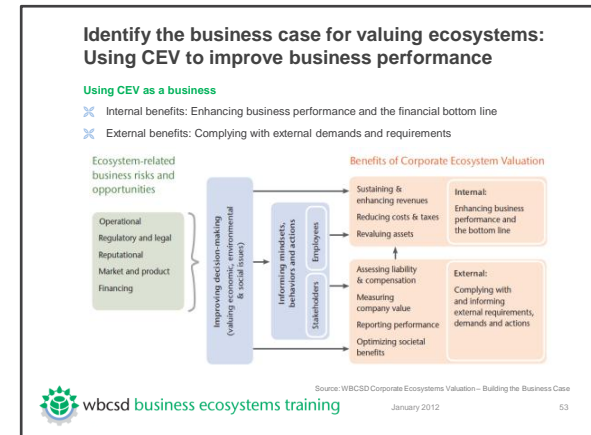 Identify the business case for valuing ecosystems:
Using CEV to improve business performance
Using CEV as a business
Internal benefits: Enhancing business performance and the financial bottom line
External benefits: Complying with external demands and requirements
Ecosystem-related
business risks and
opportunities
Operational
Regulatory and legal
Reputational
Market and product
Financing
Improving decision-making
(valuing economic, environmental
& social issues)
Informing mindsets,
behaviors and actions
Employees
Stakeholders
Benefits of Corporate Ecosystem Valuation
Sustaining &
enhancing revenues
Reducing costs & taxes
Revaluing assets
Internal:
Enhancing business
performance and
the bottom line
Assessing liability
& compensation
Measuring
company value
Reporting performance
Optimizing societal
benefits
External:
Complying with
and informing
external requirements,
demands and actions
Source: WBCSD Corporate Ecosystems Valuation – Building the Business Case
wbcsd business ecosystems training
January 2012
53